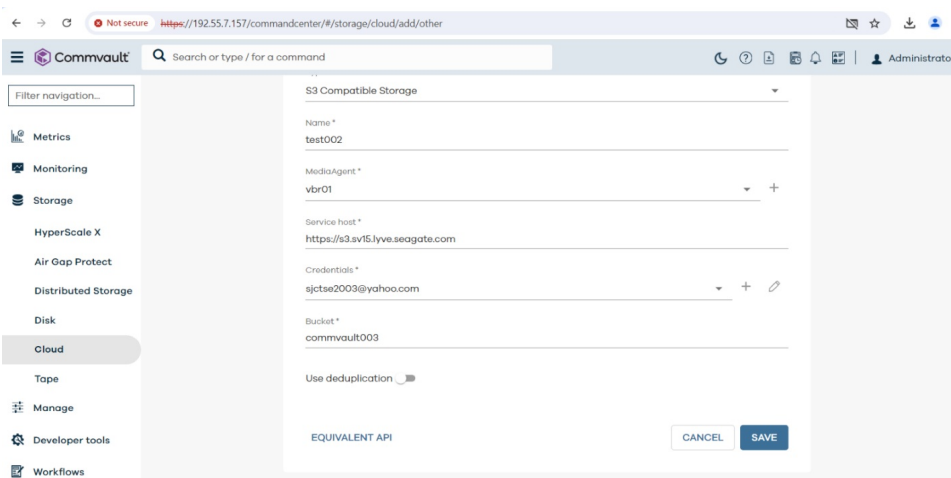 Not secure https://192.55.7.157/commandcenter/#/storage/cloud/add/other
Commvault
Search or type / for a command
Administrato
Filter navigation...
Metrics
Monitoring
Storage
HyperScale X
Air Gap Protect
Distributed Storage
Disk
Cloud
Tape
Manage
Developer tools
Workflows
S3 Compatible Storage
Name *
test002
MediaAgent *
vbr01
Service host *
https://s3.sv15.lyve.seagate.com
Credentials *
sjctse2003@yahoo.com
Bucket *
commvault003
Use deduplication
EQUIVALENT API
CANCEL
SAVE